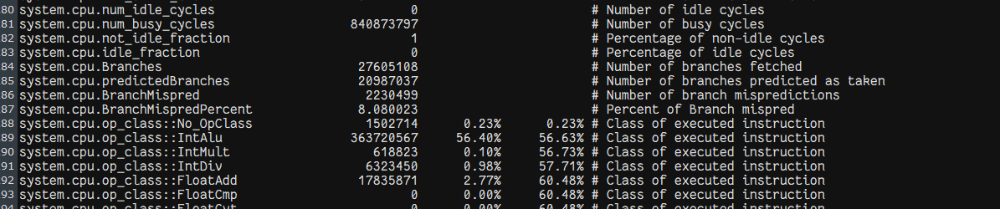 80 system.cpu.num_idle_cycles 0 # Number of idle cycles
81 system.cpu.num_busy_cycles 840873797 # Number of busy cycles
82 system.cpu.not_idle_fraction 1 # Percentage of non-idle cycles
83 system.cpu.idle_fraction 0 # Percentage of idle cycles
84 system.cpu.Branches 27605108 # Number of branches fetched
85 system.cpu.predictedBranches 20987037 # Number of branches predicted as taken
86 system.cpu.BranchMispred 2230499 # Number of branch mispredictions
87 system.cpu.BranchMispredPercent 8.080023 # Percent of Branch mispred
88 system.cpu.op_class::No_OpClass 1502714 0.23% 0.23% # Class of executed instruction
89 system.cpu.op_class::IntAlu 363720567 56.40% 56.63% # Class of executed instruction
90 system.cpu.op_class::IntMult 618823 0.10% 56.73% # Class of executed instruction
91 system.cpu.op_class::IntDiv 6323450 0.98% 57.71% # Class of executed instruction
92 system.cpu.op_class::FloatAdd 17835871 2.77% 60.48% # Class of executed instruction
93 system.cpu.op_class::FloatCmp 0 0.00% 60.48% # Class of executed instruction
94 system.cpu.op_class::FloatCvt 0 0.00% 60.48% # Class of executed instruction